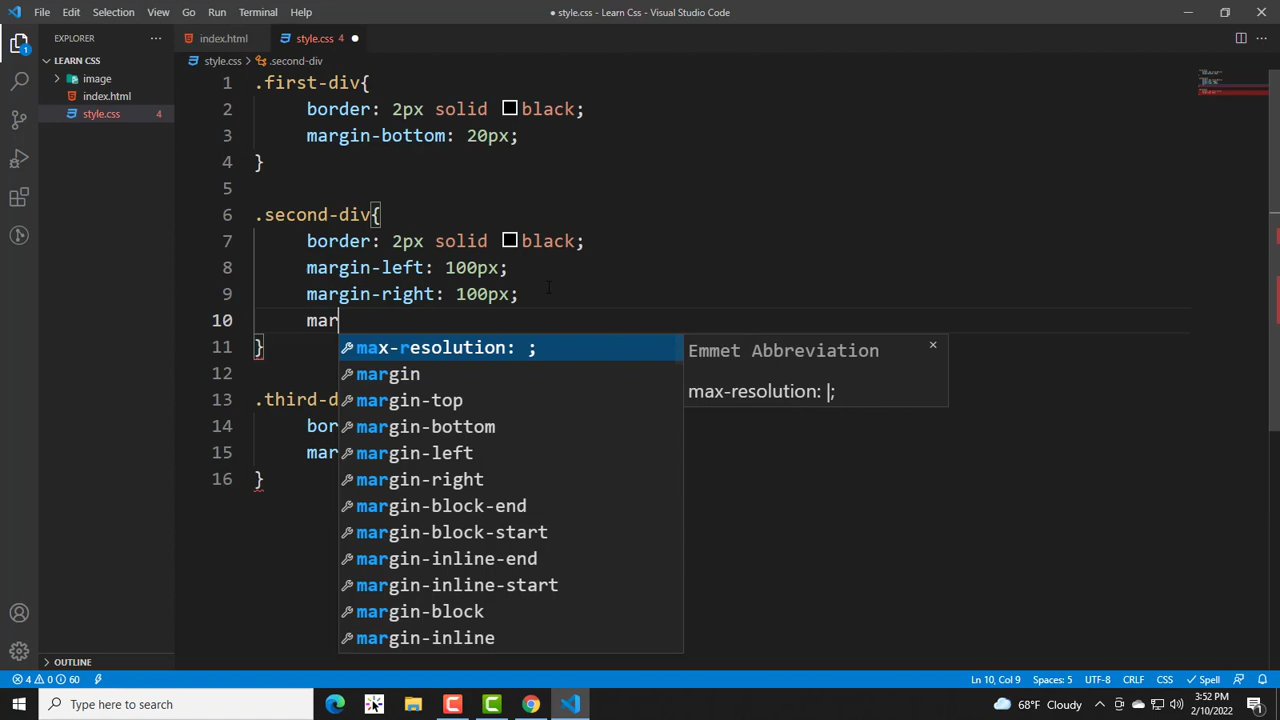 File Edit Selection View Go Run Terminal Help
● style.css - Learn Css - Visual Studio Code
EXPLORER
LEARN CSS
image
index.html
style.css 4
OUTLINE
index.html
style.css 4
style.css > .second-div
1 .first-div{
2 border: 2px solid black;
3 margin-bottom: 20px;
4 }
5
6 .second-div{
7 border: 2px solid black;
8 margin-left: 100px;
9 margin-right: 100px;
10 mar
11 }
12
13 .third-d
14 bor
15 mar
16 }
max-resolution: ;
margin
margin-top
margin-bottom
margin-left
margin-right
margin-block-end
margin-block-start
margin-inline-end
margin-inline-start
margin-block
margin-inline
Emmet Abbreviation
max-resolution: |;
1
4 0 60
Ln 10, Col 9 Spaces: 5 UTF-8 CRLF CSS Spell
Type here to search
68°F Cloudy
3:52 PM
2/10/2022
1